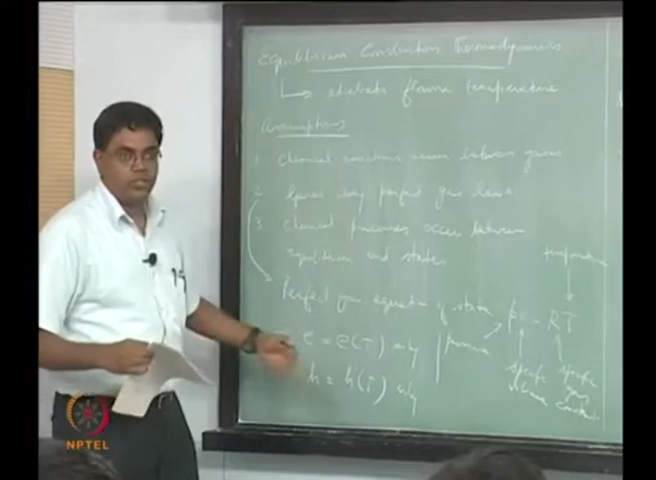 Equilibrium Combustion Thermodynamics
adiabatic flame temperature
Assumptions
1 Chemical reactions occur between gases
2 Gases obey perfect gas laws
3 Chemical processes occur between
Equilibrium end states
temperature
Perfect gas equation of state pv = RT
e = e(T) only pressure specific volume specific gas constant
h = h(T) only
NPTEL